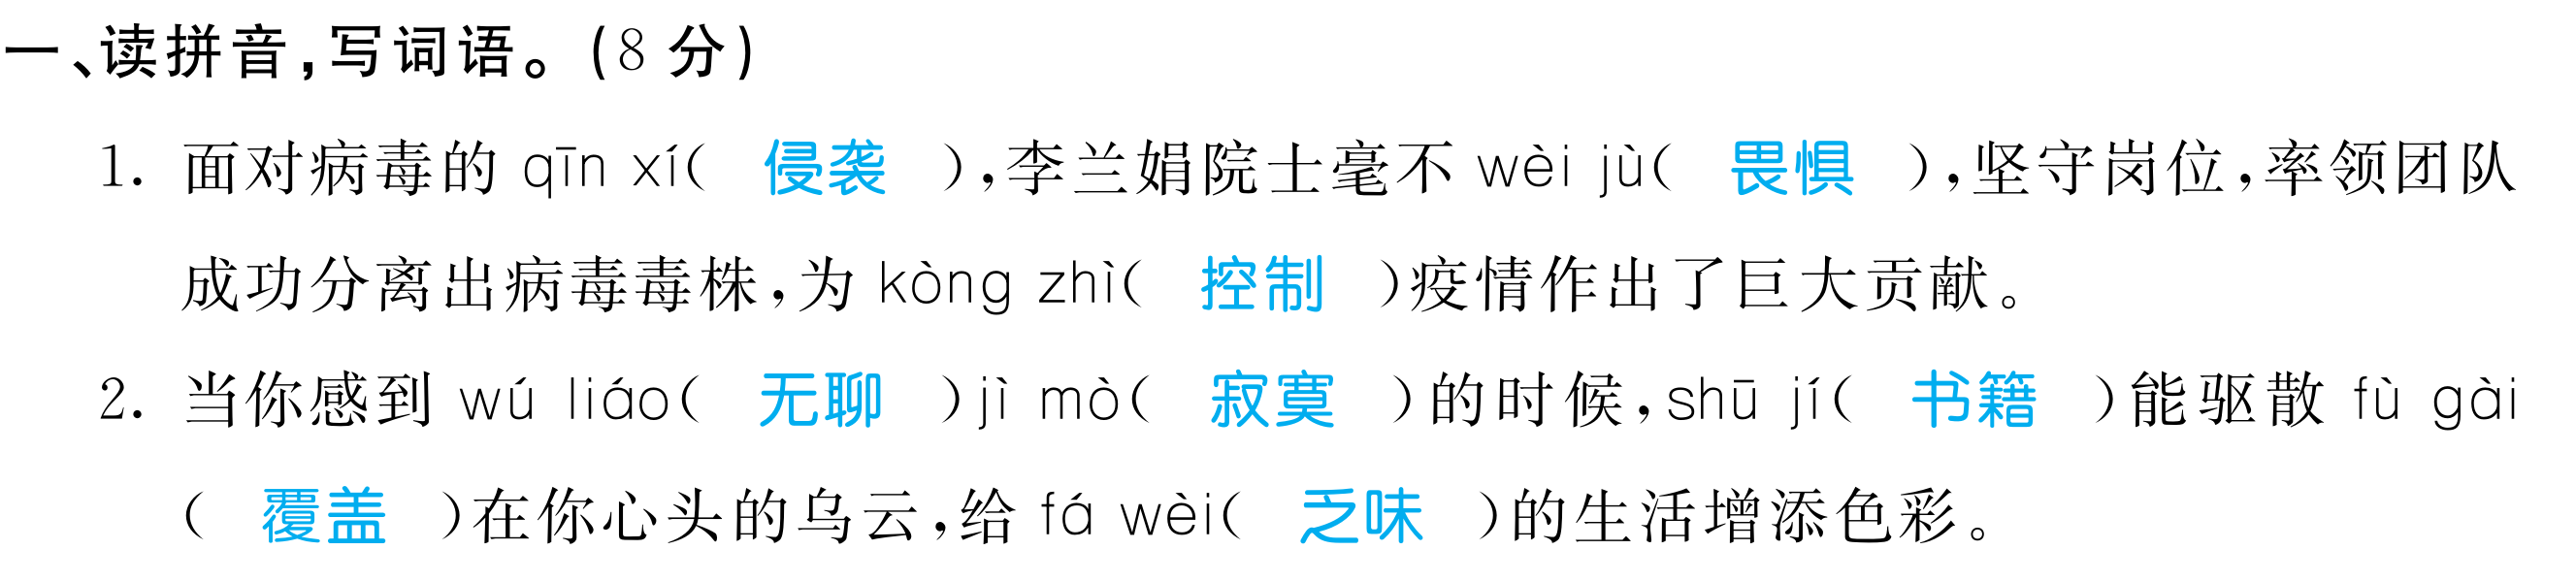 一、读拼音,写词语。(8 分)
1. 面对病毒的 qīn xí( 侵袭 ),李兰娟院士毫不 wèi jù( 畏惧 ),坚守岗位,率领团队
成功分离出病毒毒株,为 kòng zhì( 控制 )疫情作出了巨大贡献。
2. 当你感到 wú liáo( 无聊 )jì mò( 寂寞 )的时候,shū jí( 书籍 )能驱散 fù gài
( 覆盖 )在你心头的乌云,给 fá wèi( 乏味 )的生活增添色彩。